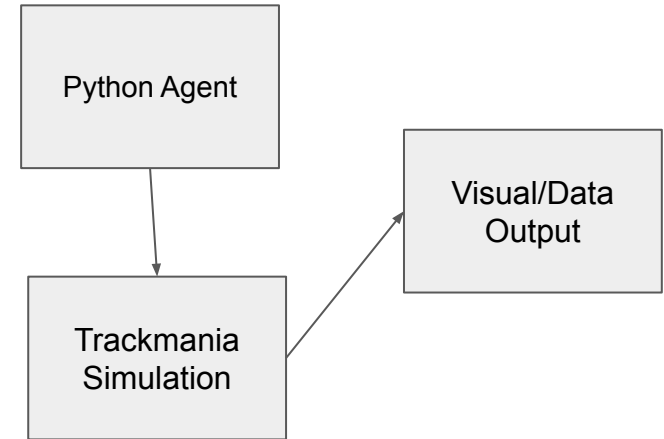 Python Agent
Visual/Data
Output
Trackmania
Simulation